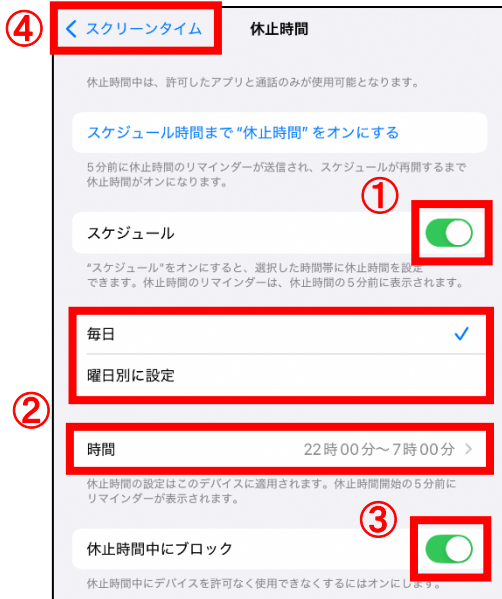 ④ スクリーンタイム 休止時間
休止時間中は、許可したアプリと通話のみが使用可能となります。
スケジュール時間まで“休止時間”をオンにする
5分前に休止時間のリマインダーが送信され、スケジュールが再開するまで
休止時間がオンになります。
①
スケジュール
“スケジュール”をオンにすると、選択した時間帯に休止時間を設定
できます。休止時間のリマインダーは、休止時間の5分前に表示されます。
毎日
曜日別に設定
②
時間 22時00分～7時00分
休止時間の設定はこのデバイスに適用されます。休止時間開始の5分前に
リマインダーが表示されます。
③
休止時間中にブロック
休止時間中にデバイスを許可なく使用できなくするにはオンにします。